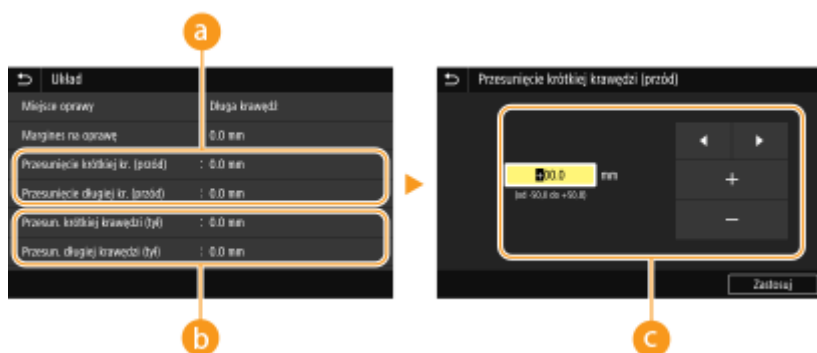 a
Układ
Miejsce oprawy Długa krawędź
Margines na oprawę 0.0 mm
Przesunięcie krótkiej kr. (przód) : 0.0 mm
Przesunięcie długiej kr. (przód) : 0.0 mm
Przesun. krótkiej krawędzi (tył) : 0.0 mm
Przesun. długiej krawędzi (tył) : 0.0 mm
b
Przesunięcie krótkiej krawędzi (przód)
+00.0 mm
(od -50.0 do +50.0)
+
−
Zastosuj
c